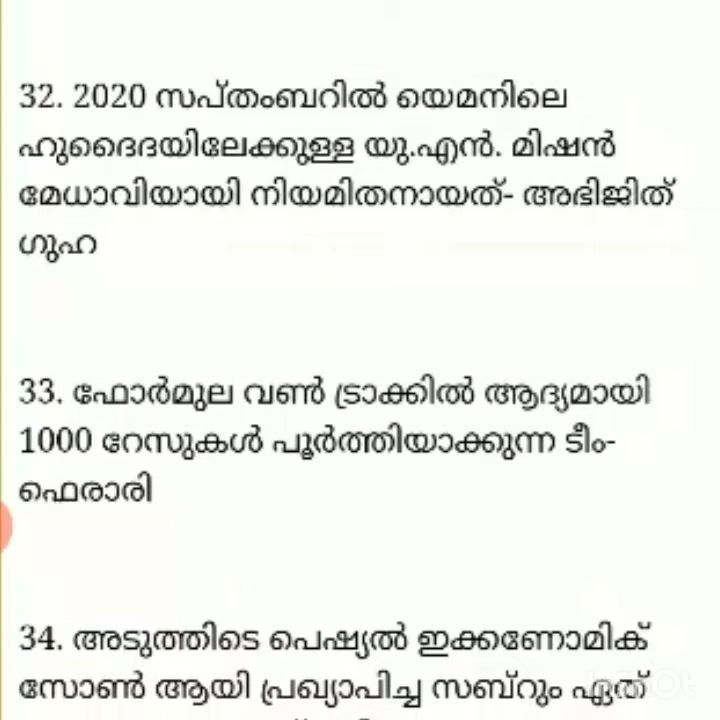 32. 2020 സപ്തംബറിൽ യെമനിലെ
ഹുദൈദയിലേക്കുള്ള യു.എൻ. മിഷൻ
മേധാവിയായി നിയമിതനായത്- അഭിജിത്
ഗുഹ
33. ഫോർമുല വൺ ട്രാക്കിൽ ആദ്യമായി
1000 റേസുകൾ പൂർത്തിയാക്കുന്ന ടീം-
ഫെരാരി
34. അടുത്തിടെ പെഷ്യൽ ഇക്കണോമിക്
സോൺ ആയി പ്രഖ്യാപിച്ച സബ്റും ഏത്